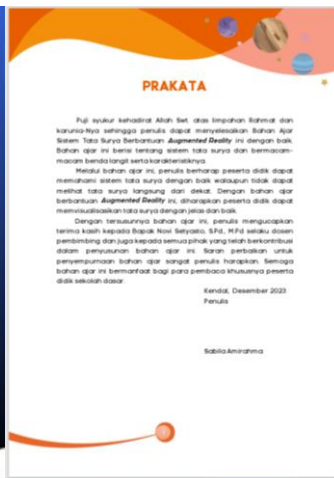 PRAKATA
Puji syukur kehadirat Allah Swt. atas limpahan Rahmat dan
karunia-Nya sehingga penulis dapat menyelesaikan Bahan Ajar
Sistem Tata Surya Berbantuan Augmented Reality ini dengan baik.
Bahan ajar ini berisi tentang sistem tata surya dan bermacam-
macam benda langit serta karakteristiknya.
Melalui bahan ajar ini, penulis berharap peserta didik dapat
memahami sistem tata surya dengan baik walaupun tidak dapat
melihat tata surya langsung dari dekat. Dengan bahan ajar
berbantuan Augmented Reality ini, diharapkan peserta didik dapat
memvisualisasikan tata surya dengan jelas dan baik.
Dengan tersusunnya bahan ajar ini, penulis mengucapkan
terima kasih kepada Bapak Novi Setyasto, S.Pd., M.Pd selaku dosen
pembimbing dan juga kepada semua pihak yang telah berkontribusi
dalam penyusunan bahan ajar ini. Saran perbaikan untuk
penyempurnaan bahan ajar sangat penulis harapkan. Semoga
bahan ajar ini bermanfaat bagi para pembaca khususnya peserta
didik sekolah dasar.
Kendal, Desember 2023
Penulis
Sabila Amirahma